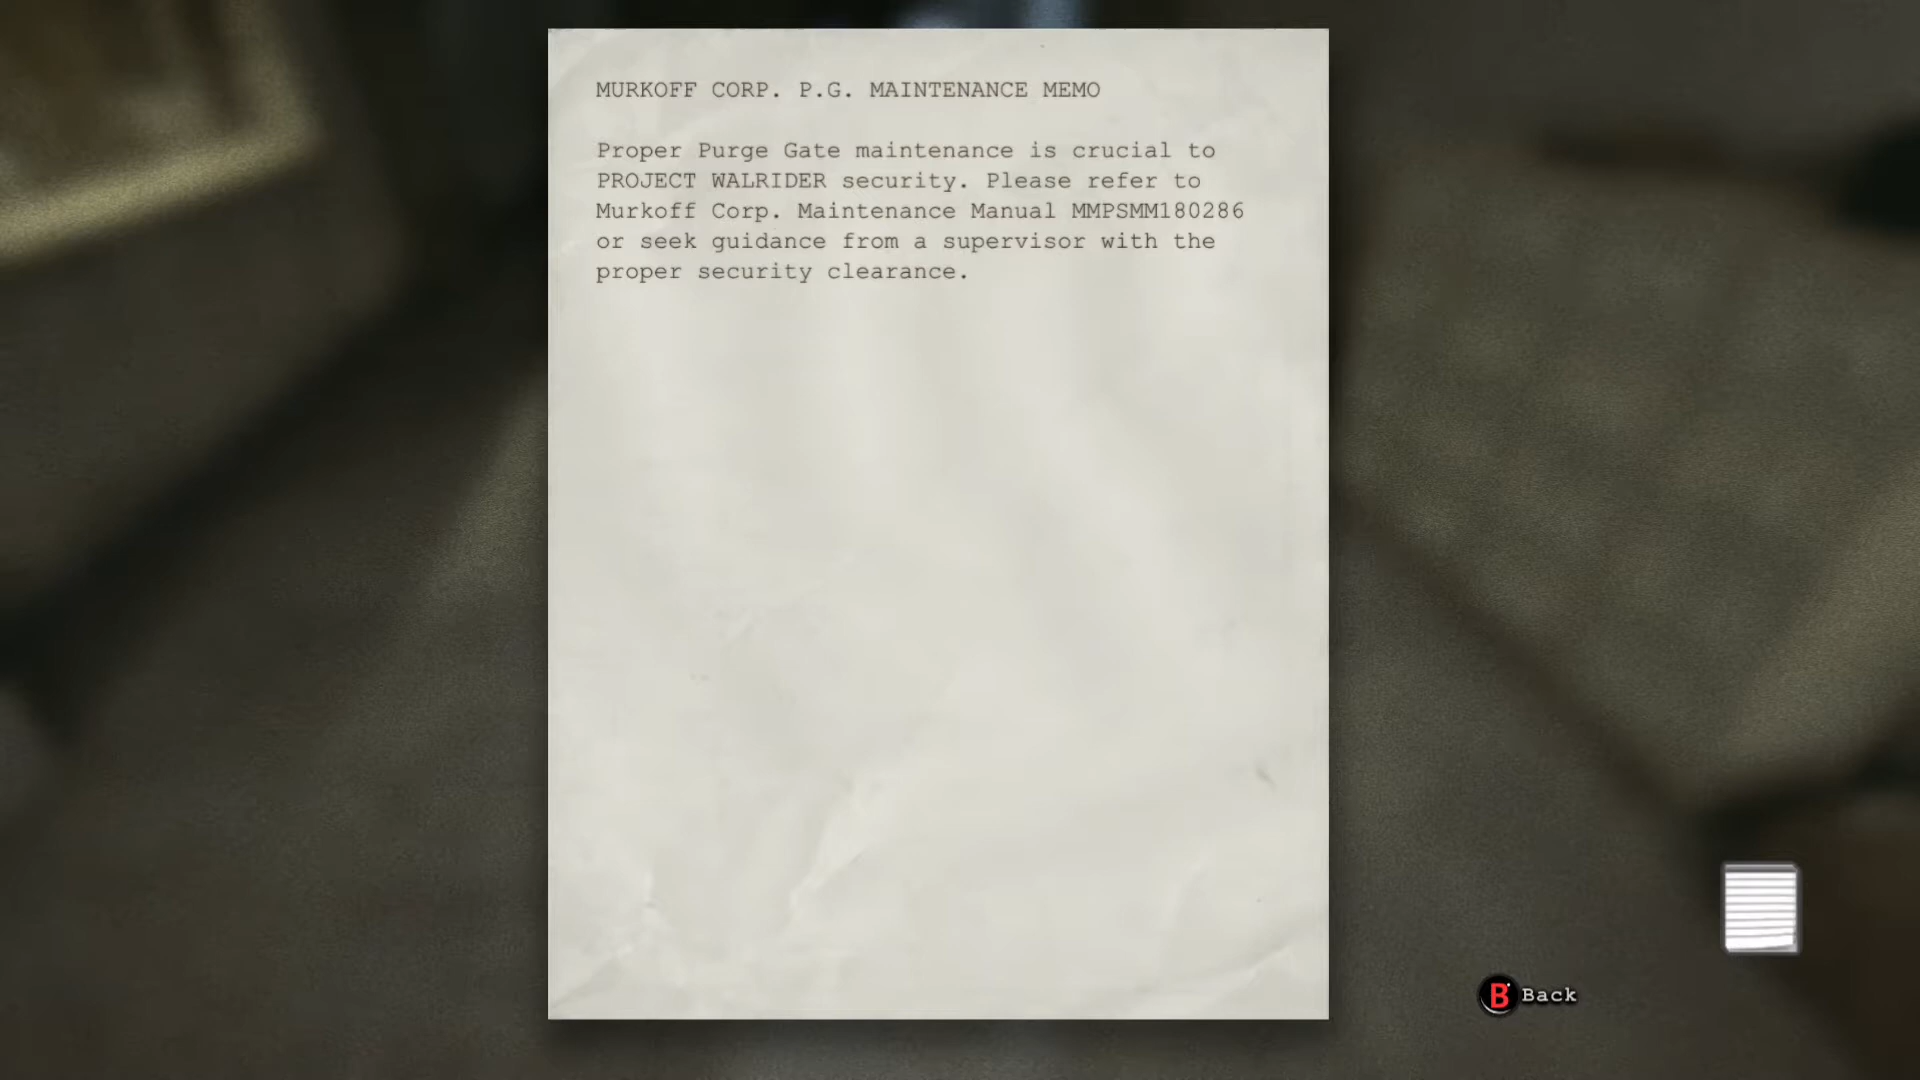 MURKOFF CORP. P.G. MAINTENANCE MEMO
Proper Purge Gate maintenance is crucial to
PROJECT WALRIDER security. Please refer to
Murkoff Corp. Maintenance Manual MMPSMM180286
or seek guidance from a supervisor with the
proper security clearance.
B Back